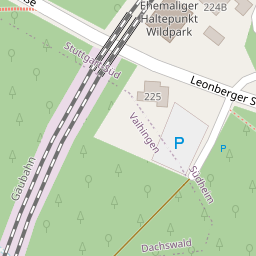 Ehemaliger
Haltepunkt
Wildpark
224B
Stuttgart-Süd
Leonberger S
225
Vaihingen
P
P
Südheim
Gäubahn
Dachswald